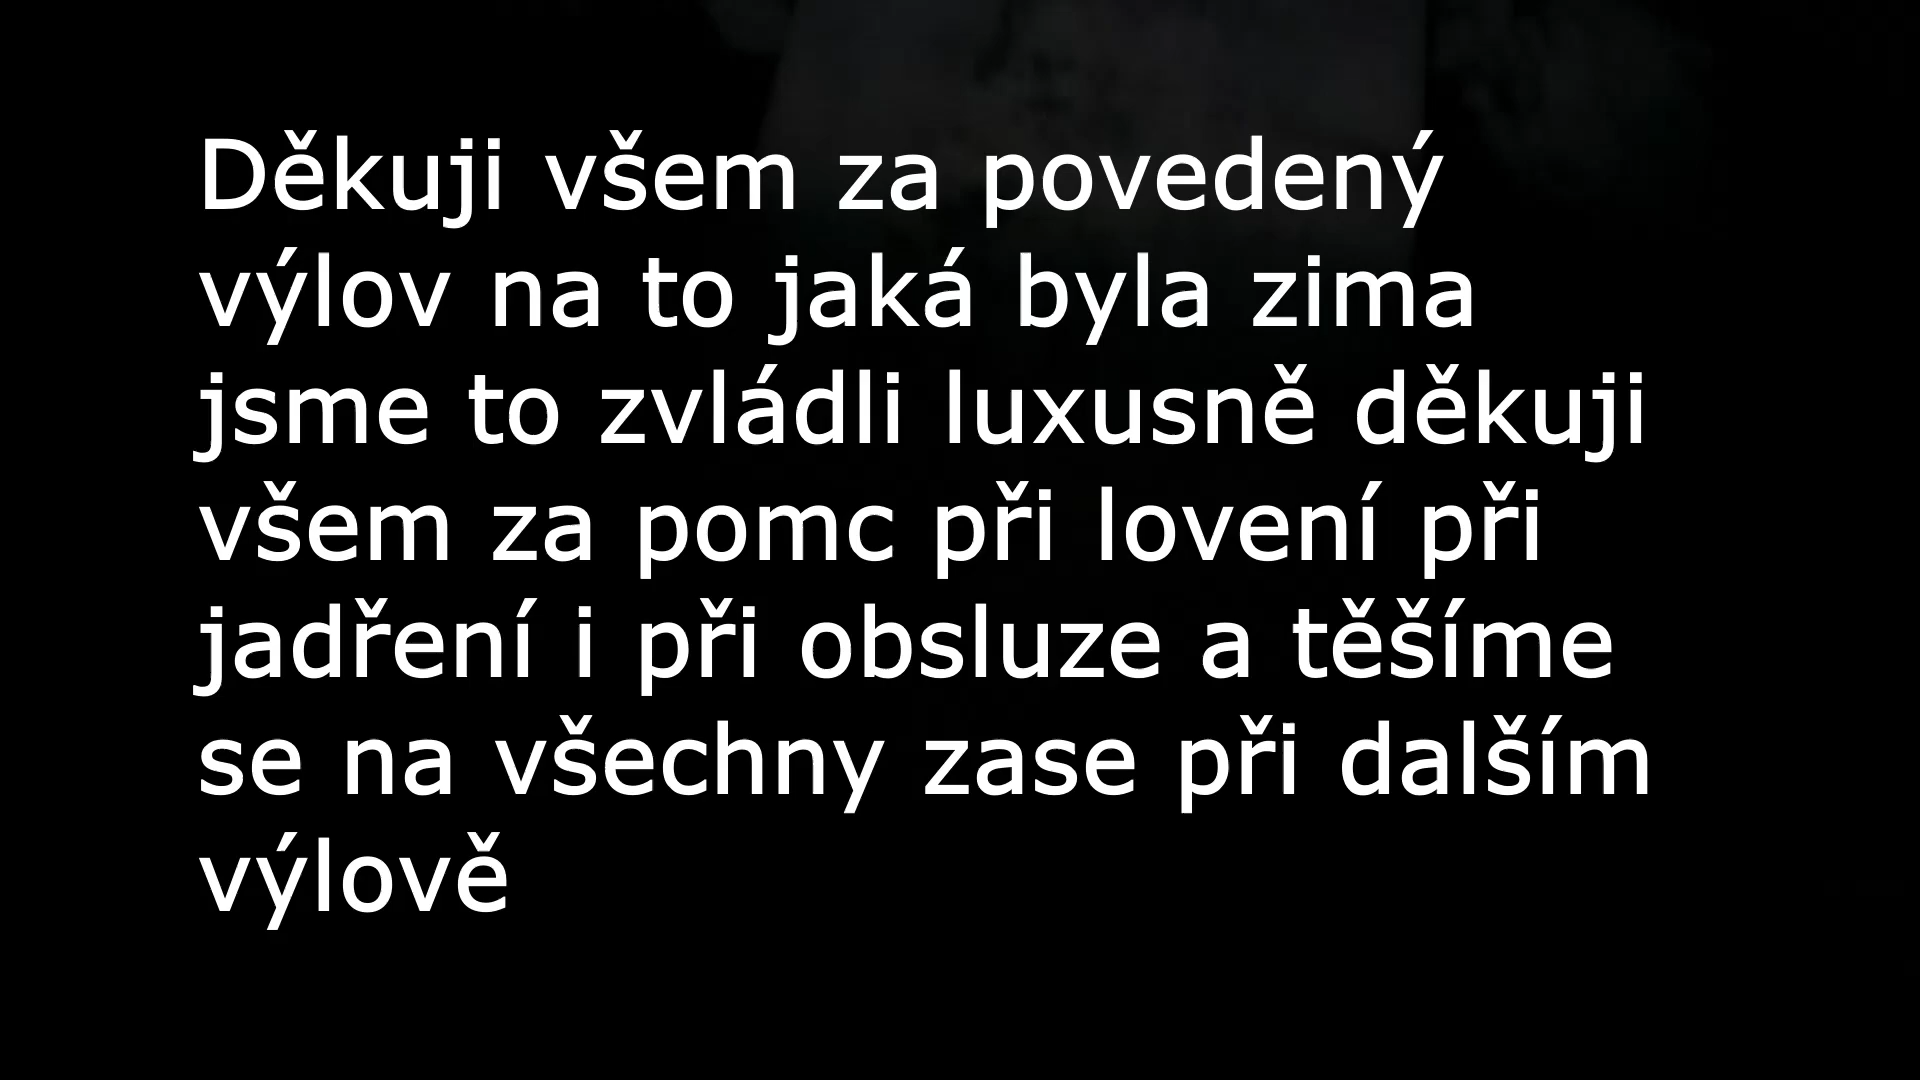 Děkuji všem za povedený
výlov na to jaká byla zima
jsme to zvládli luxusně děkuji
všem za pomc při lovení při
jadření i při obsluze a těšíme
se na všechny zase při dalším
výlově